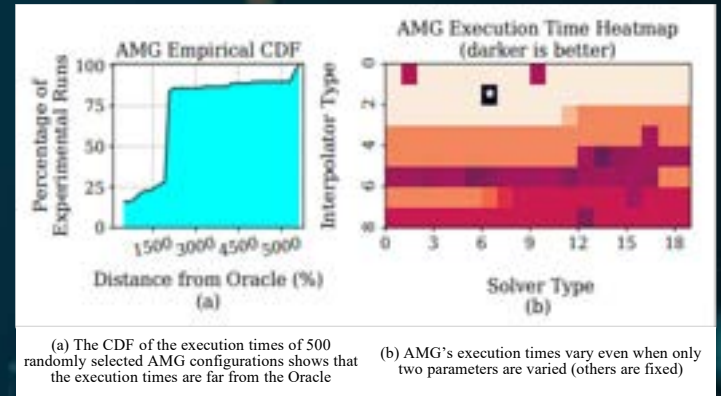 AMG Empirical CDF
Percentage of
Experimental Runs
100
75
50
25
0
1500 3000 4500 5000
Distance from Oracle (%)
(a)
AMG Execution Time Heatmap
(darker is better)
Interpolator Type
0
2
4
6
8
0 3 6 9 12 15 18
Solver Type
(b)
(a) The CDF of the execution times of 500
randomly selected AMG configurations shows that
the execution times are far from the Oracle
(b) AMG's execution times vary even when only
two parameters are varied (others are fixed)